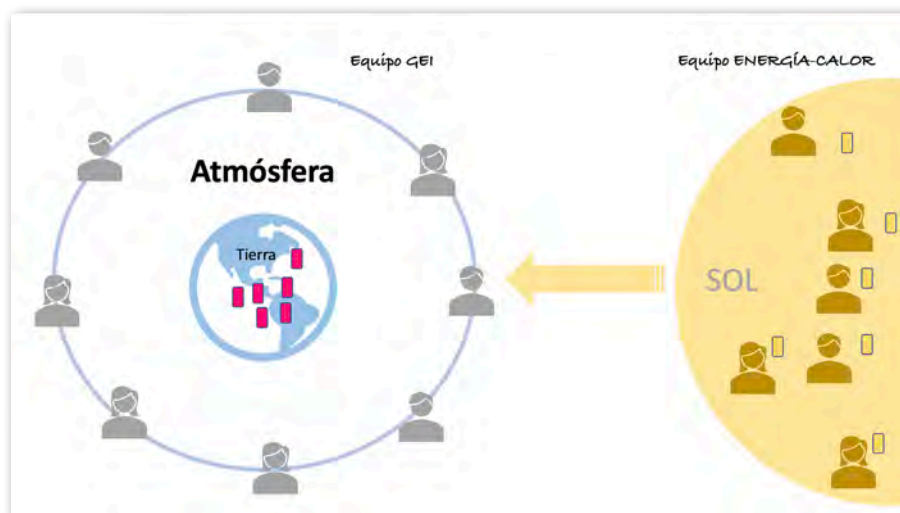 Equipo GEI
Equipo ENERGÍA-CALOR
Atmósfera
Tierra
SOL